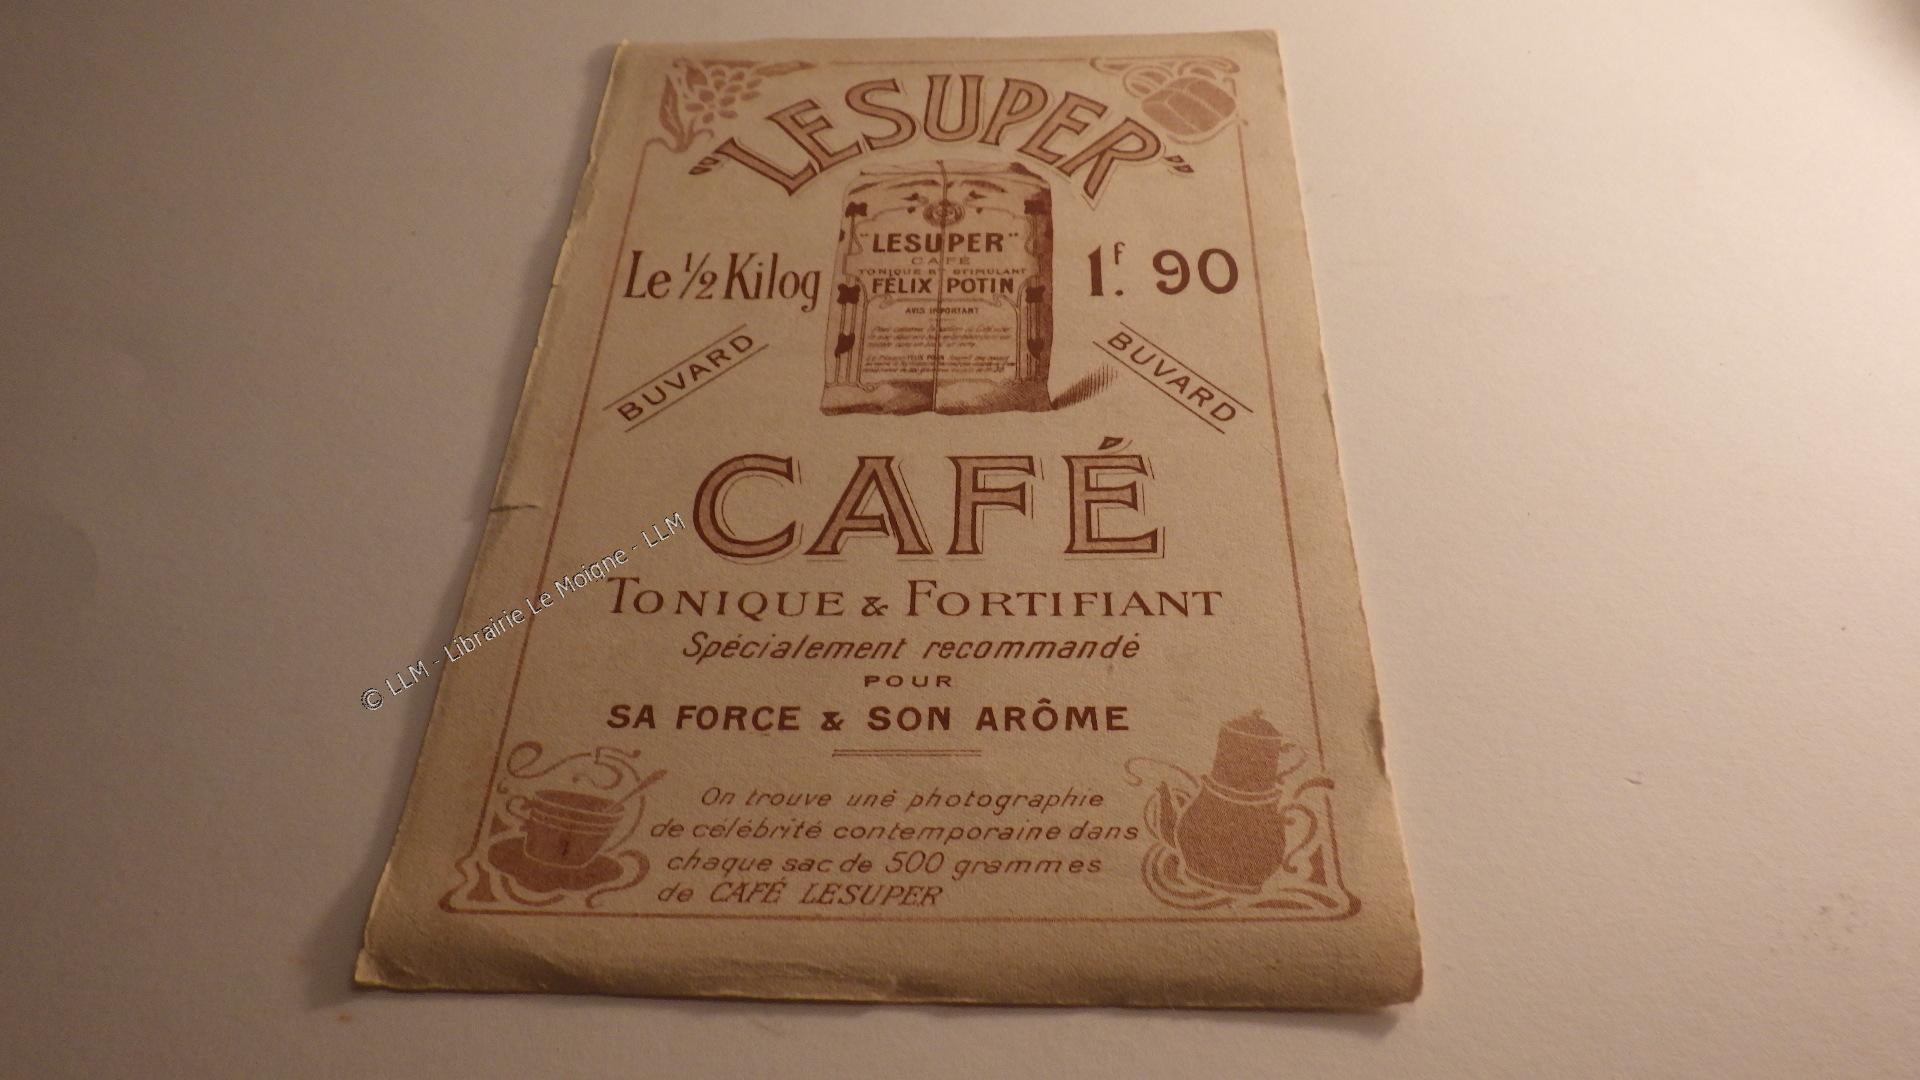 "LESUPER"
Le 1/2 Kilog
1f. 90
"LESUPER"
CAFÉ
TONIQUE ET STIMULANT
FÉLIX POTIN
AVIS IMPORTANT
BUVARD
BUVARD
CAFÉ
TONIQUE & FORTIFIANT
Spécialement recommandé
POUR
SA FORCE & SON ARÔME
On trouve une photographie
de célébrité contemporaine dans
chaque sac de 500 grammes
de CAFÉ LESUPER
© LLM - Librairie Le Moigne - LLM